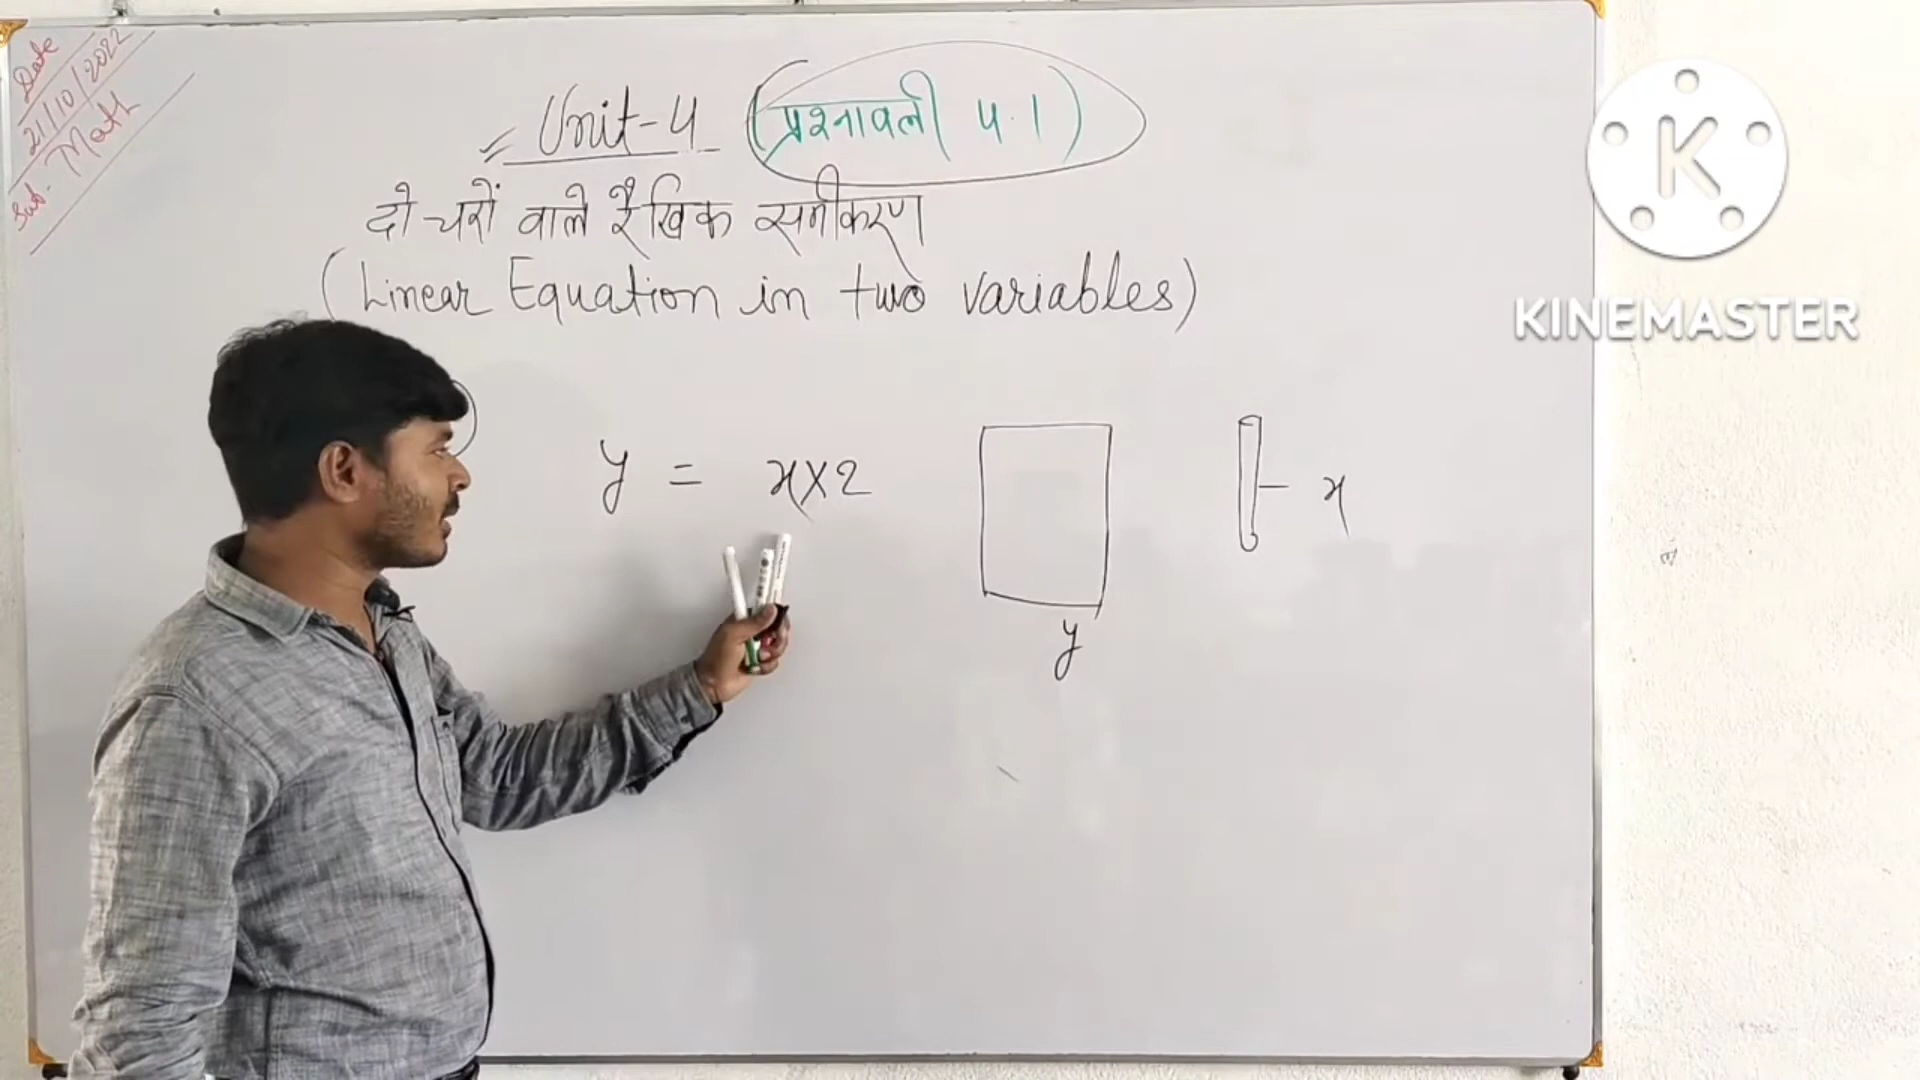 Date
21/10/2022
Sub- Math
Unit-4 (प्रश्नावली 4.1)
दो चरों वाले रैखिक समीकरण
(Linear Equation in two variables)
y = x×2
x
y
K
KINEMASTER